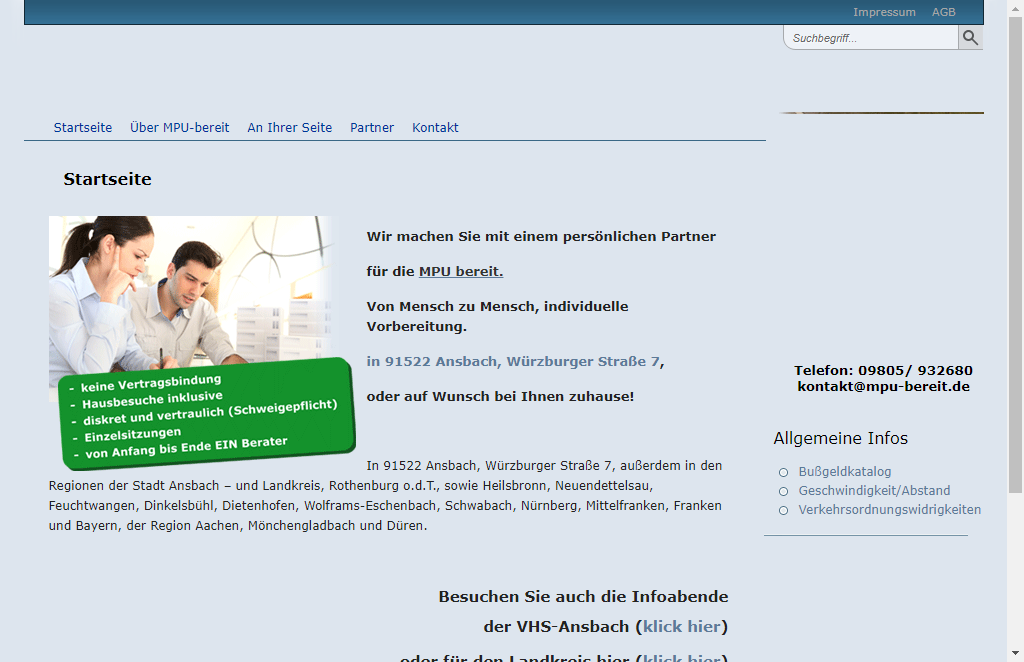 Impressum AGB
Suchbegriff...
Startseite Über MPU-bereit An Ihrer Seite Partner Kontakt
Startseite
Wir machen Sie mit einem persönlichen Partner
für die MPU bereit.
Von Mensch zu Mensch, individuelle
Vorbereitung.
in 91522 Ansbach, Würzburger Straße 7,
oder auf Wunsch bei Ihnen zuhause!
- keine Vertragsbindung
- Hausbesuche inklusive
- diskret und vertraulich (Schweigepflicht)
- Einzelsitzungen
- von Anfang bis Ende EIN Berater
In 91522 Ansbach, Würzburger Straße 7, außerdem in den
Regionen der Stadt Ansbach – und Landkreis, Rothenburg o.d.T., sowie Heilsbronn, Neuendettelsau,
Feuchtwangen, Dinkelsbühl, Dietenhofen, Wolframs-Eschenbach, Schwabach, Nürnberg, Mittelfranken, Franken
und Bayern, der Region Aachen, Mönchengladbach und Düren.
Besuchen Sie auch die Infoabende
der VHS-Ansbach (klick hier)
oder für den Landkreis hier (klick hier)
Telefon: 09805/ 932680
kontakt@mpu-bereit.de
Allgemeine Infos
Bußgeldkatalog
Geschwindigkeit/Abstand
Verkehrsordnungswidrigkeiten